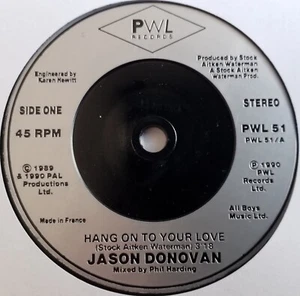 PWL
RECORDS
Engineered by
Karen Hewitt
Produced by Stock
Aitken Waterman
A Stock Aitken
Waterman Prod.
SIDE ONE
STEREO
45 RPM
PWL 51
PWL 51/A
℗ 1989
& 1990 PAL
Productions
Ltd.
© 1990
PWL
Records
Ltd.
All Boys
Music Ltd.
Made in France
HANG ON TO YOUR LOVE
(Stock Aitken Waterman) 3:18
JASON DONOVAN
Mixed by Phil Harding